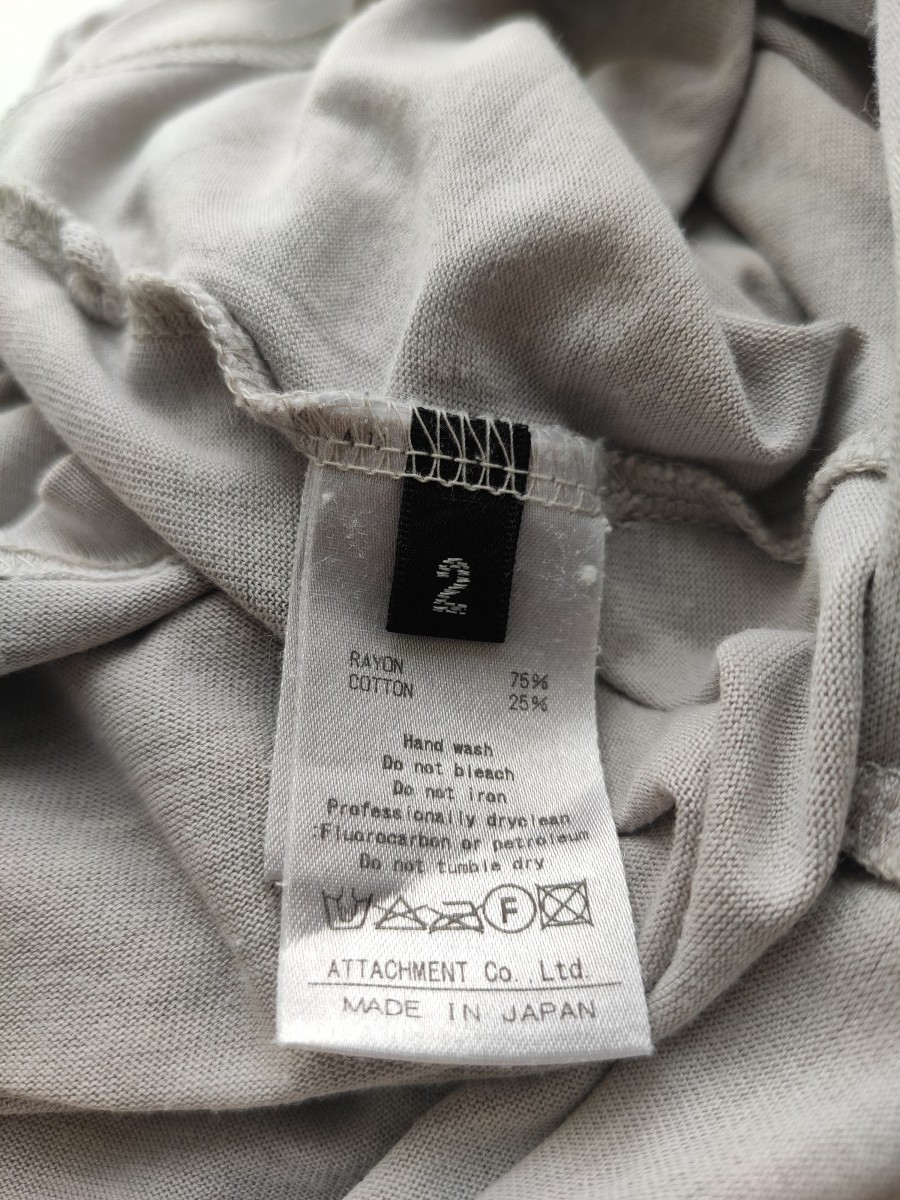 2
RAYON 75%
COTTON 25%
Hand wash
Do not bleach
Do not iron
Professionally dryclean
:Fluorocarbon or petroleum
Do not tumble dry
F
ATTACHMENT Co.,Ltd.
MADE IN JAPAN